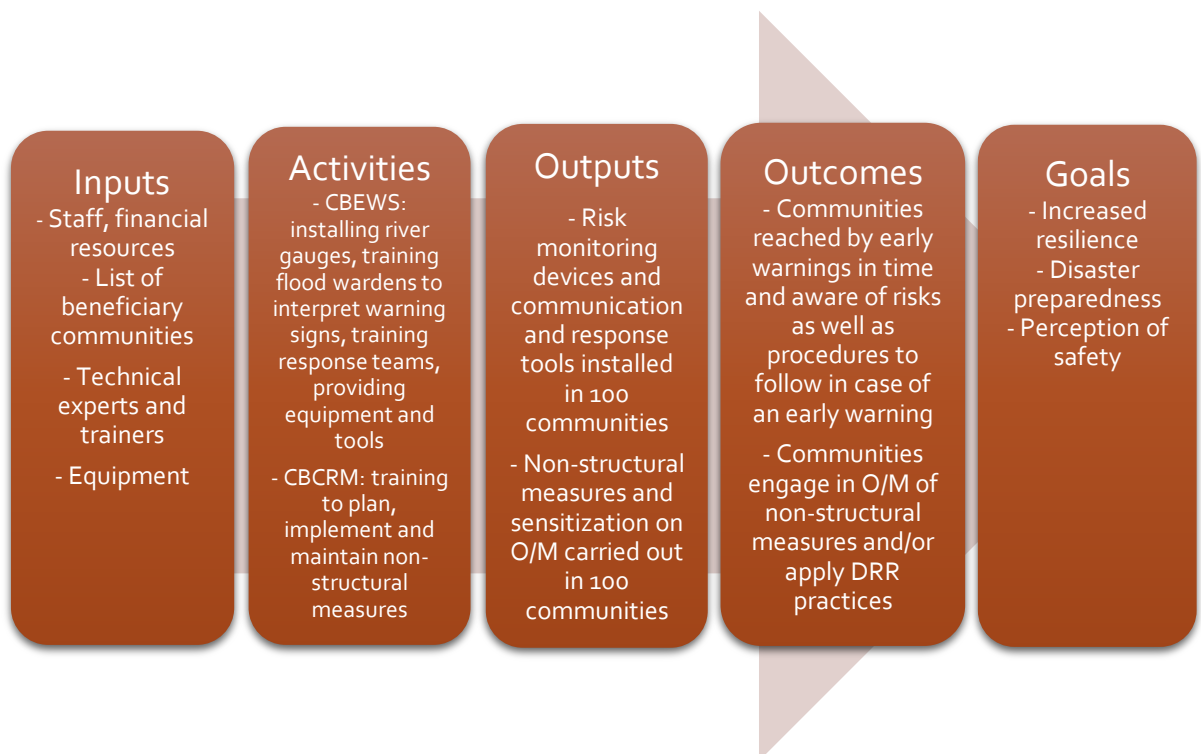 Inputs
- Staff, financial
resources
- List of
beneficiary
communities
- Technical
experts and
trainers
- Equipment
Activities
- CBEWS:
installing river
gauges, training
flood wardens to
interpret warning
signs, training
response teams,
providing
equipment and
tools
- CBCRM: training
to plan,
implement and
maintain non-
structural
measures
Outputs
- Risk
monitoring
devices and
communication
and response
tools installed
in 100
communities
- Non-structural
measures and
sensitization on
O/M carried out
in 100
communities
Outcomes
- Communities
reached by early
warnings in time
and aware of risks
as well as
procedures to
follow in case of
an early warning
- Communities
engage in O/M of
non-structural
measures and/or
apply DRR
practices
Goals
- Increased
resilience
- Disaster
preparedness
- Perception of
safety